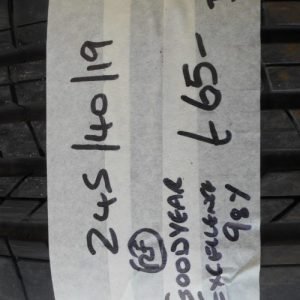 245/40/19
RF
GOODYEAR
EXCELLENCE
98Y
£65-